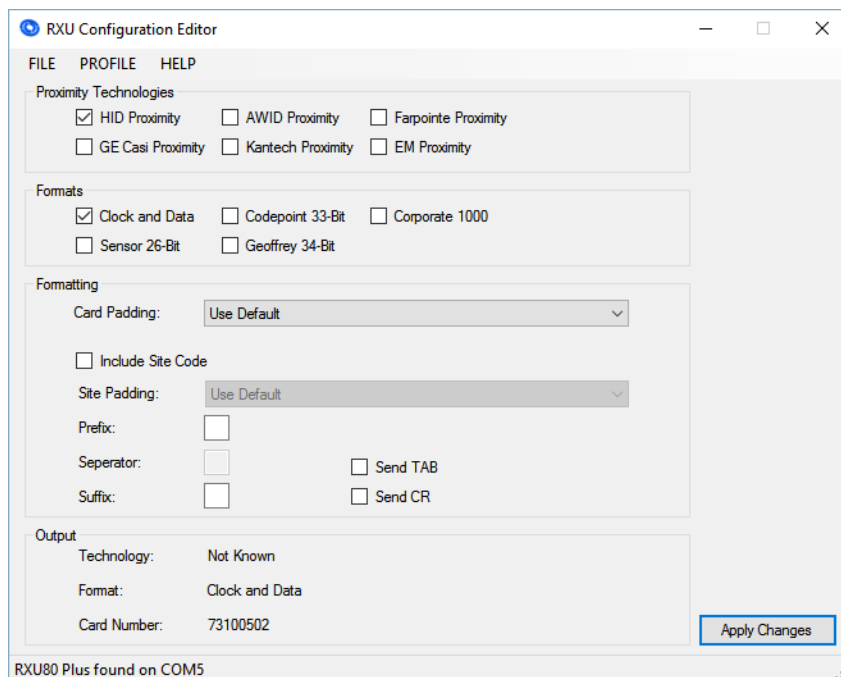 RXU Configuration Editor
FILE PROFILE HELP
Proximity Technologies
HID Proximity AWID Proximity Farpointe Proximity
GE Casi Proximity Kantech Proximity EM Proximity
Formats
Clock and Data Codepoint 33-Bit Corporate 1000
Sensor 26-Bit Geoffrey 34-Bit
Formatting
Card Padding: Use Default
Include Site Code
Site Padding: Use Default
Prefix:
Seperator: Send TAB
Suffix: Send CR
Output
Technology: Not Known
Format: Clock and Data
Card Number: 73100502
Apply Changes
RXU80 Plus found on COM5